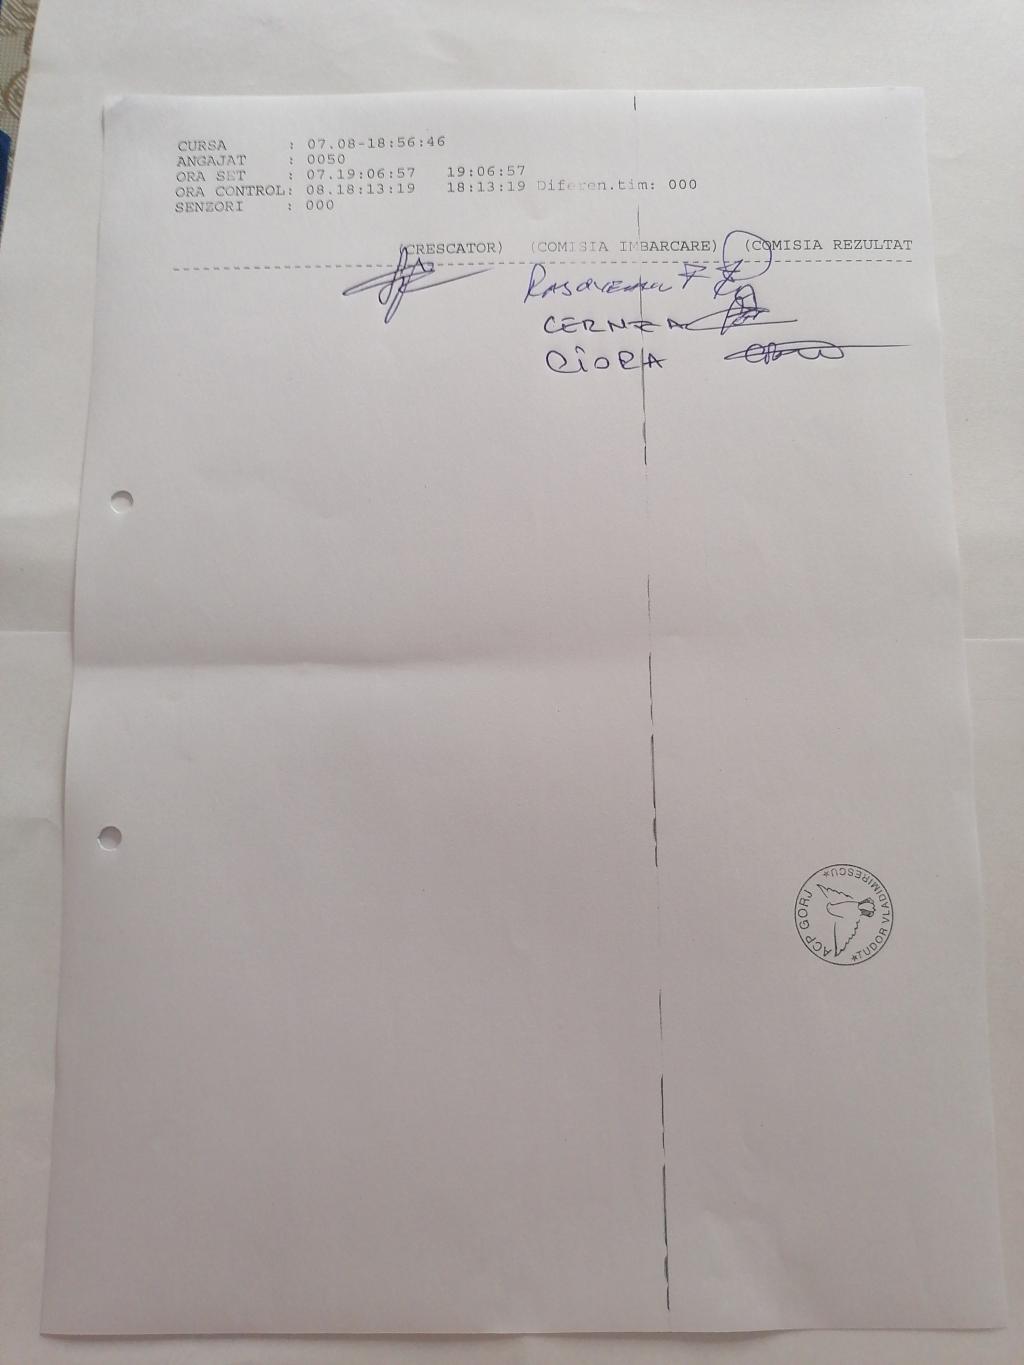 CURSA : 07.08-18:56:46
ANGAJAT : 0050
ORA SET : 07.19:06:57 19:06:57
ORA CONTROL: 08.18:13:19 18:13:19 Diferen.tim: 000
SENZORI : 000
(CRESCATOR) (COMISIA IMBARCARE) (COMISIA REZULTAT
CERNEA
CIORA
ACP GORJ
*TUDOR VLADIMIRESCU*